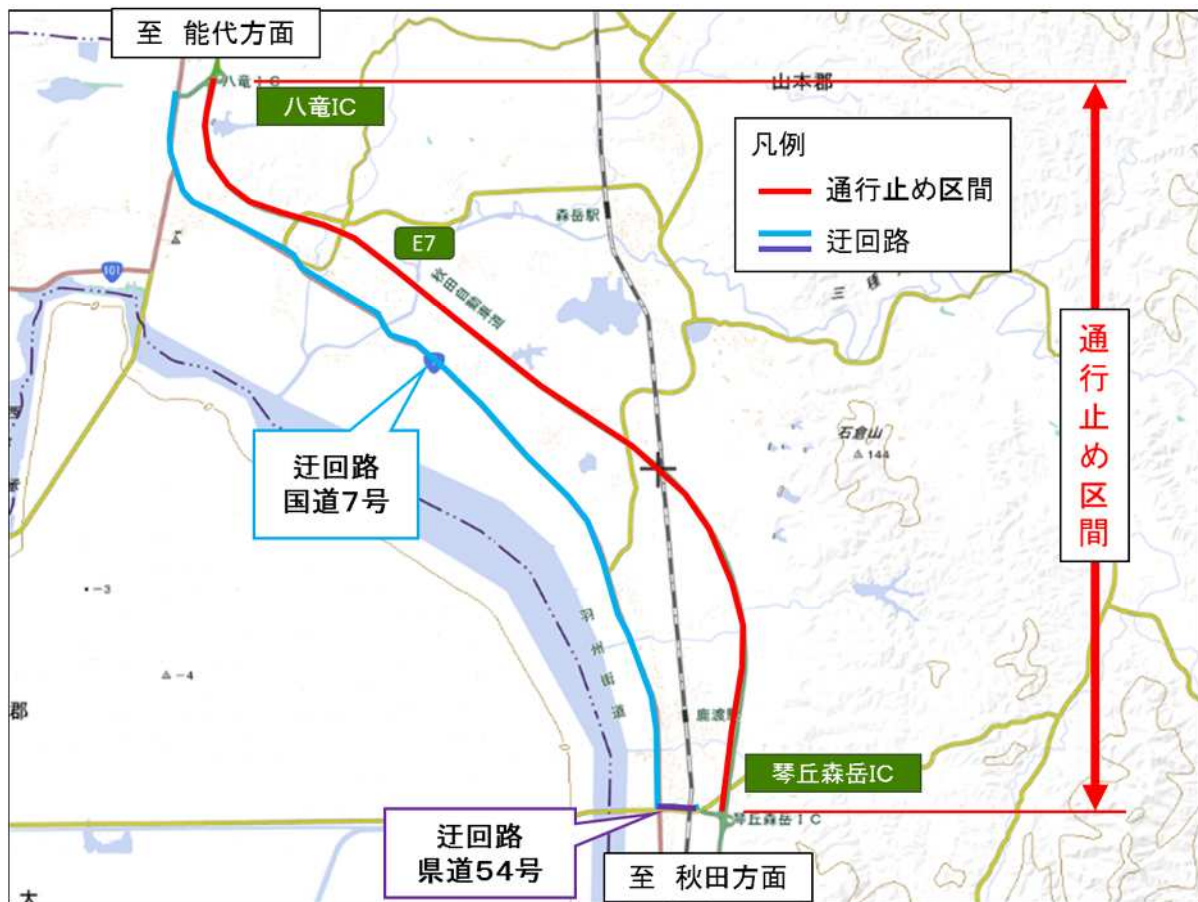 至 能代方面
八竜IC
八竜IC
山本郡
凡例
通行止め区間
迂回路
森岳駅
E7
101
秋田自動車道
三種
通行止め区間
石倉山
144
迂回路
国道7号
-3
羽州街道
-4
郡
鹿渡駅
琴丘森岳IC
琴丘森岳IC
迂回路
県道54号
至 秋田方面
大